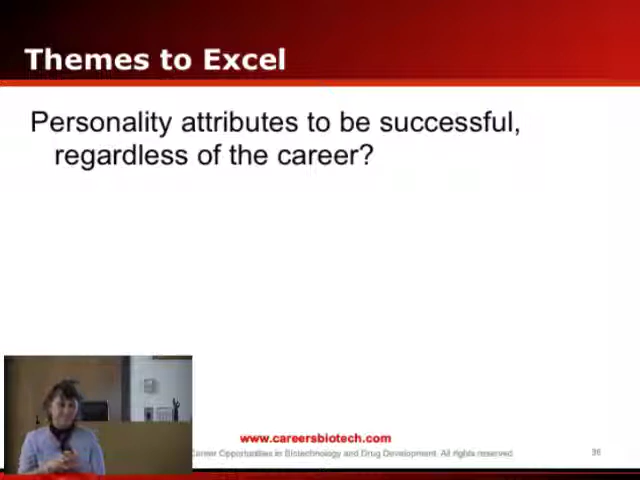 Themes to Excel
Personality attributes to be successful,
regardless of the career?
www.careersbiotech.com
Career Opportunities in Biotechnology and Drug Development. All rights reserved
36